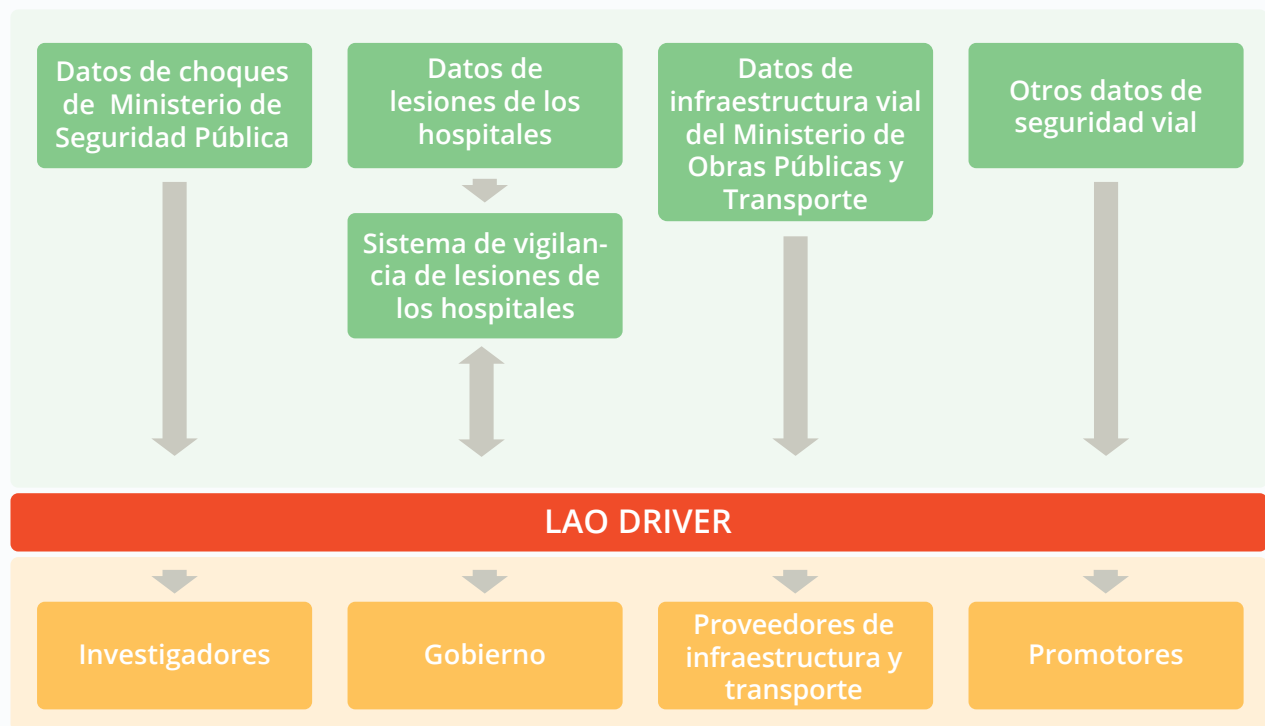 Datos de choques
de Ministerio de
Seguridad Pública
Datos de
lesiones de los
hospitales
Datos de
infraestructura vial
del Ministerio de
Obras Públicas y
Transporte
Otros datos de
seguridad vial
Sistema de vigilan-
cia de lesiones de
los hospitales
LAO DRIVER
Investigadores
Gobierno
Proveedores de
infraestructura y
transporte
Promotores